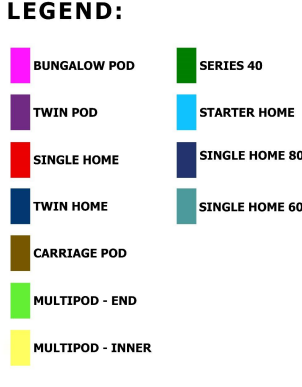 LEGEND:
BUNGALOW POD
TWIN POD
SINGLE HOME
TWIN HOME
CARRIAGE POD
MULTIPOD - END
MULTIPOD - INNER
SERIES 40
STARTER HOME
SINGLE HOME 80
SINGLE HOME 60